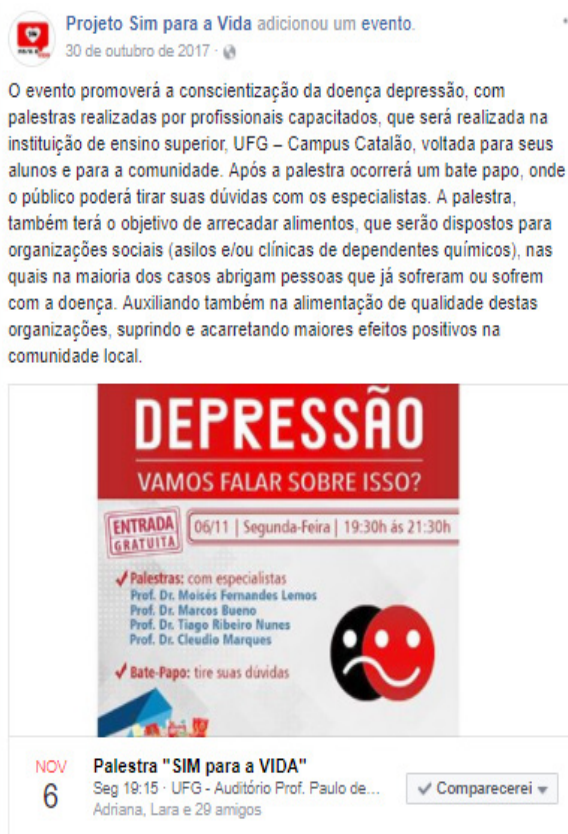 Projeto Sim para a Vida adicionou um evento.
30 de outubro de 2017 ·
O evento promoverá a conscientização da doença depressão, com
palestras realizadas por profissionais capacitados, que será realizada na
instituição de ensino superior, UFG – Campus Catalão, voltada para seus
alunos e para a comunidade. Após a palestra ocorrerá um bate papo, onde
o público poderá tirar suas dúvidas com os especialistas. A palestra,
também terá o objetivo de arrecadar alimentos, que serão dispostos para
organizações sociais (asilos e/ou clínicas de dependentes químicos), nas
quais na maioria dos casos abrigam pessoas que já sofreram ou sofrem
com a doença. Auxiliando também na alimentação de qualidade destas
organizações, suprindo e acarretando maiores efeitos positivos na
comunidade local.
DEPRESSÃO
VAMOS FALAR SOBRE ISSO?
ENTRADA
GRATUITA
06/11 | Segunda-Feira | 19:30h ás 21:30h
Palestras: com especialistas
Prof. Dr. Moisés Fernandes Lemos
Prof. Dr. Marcos Bueno
Prof. Dr. Tiago Ribeiro Nunes
Prof. Dr. Cleudio Marques
Bate-Papo: tire suas dúvidas
NOV
6
Palestra "SIM para a VIDA"
Seg 19:15 · UFG - Auditório Prof. Paulo de...
Adriana, Lara e 29 amigos
Comparecerei